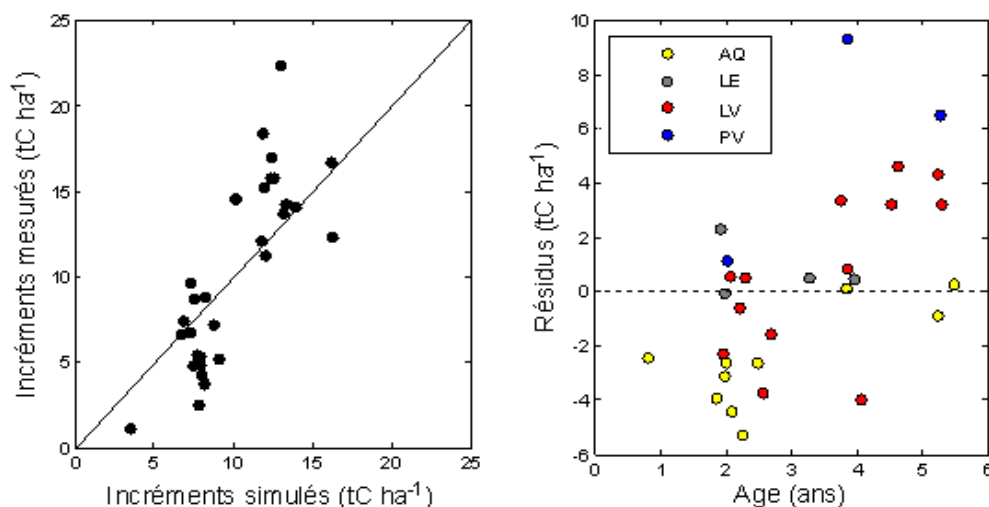 Incréments mesurés (tC ha-1)
25
20
15
10
5
0
0 5 10 15 20 25
Incréments simulés (tC ha-1)
Résidus (tC ha-1)
10
8
6
4
2
0
-2
-4
-6
AQ
LE
LV
PV
0 1 2 3 4 5 6
Age (ans)